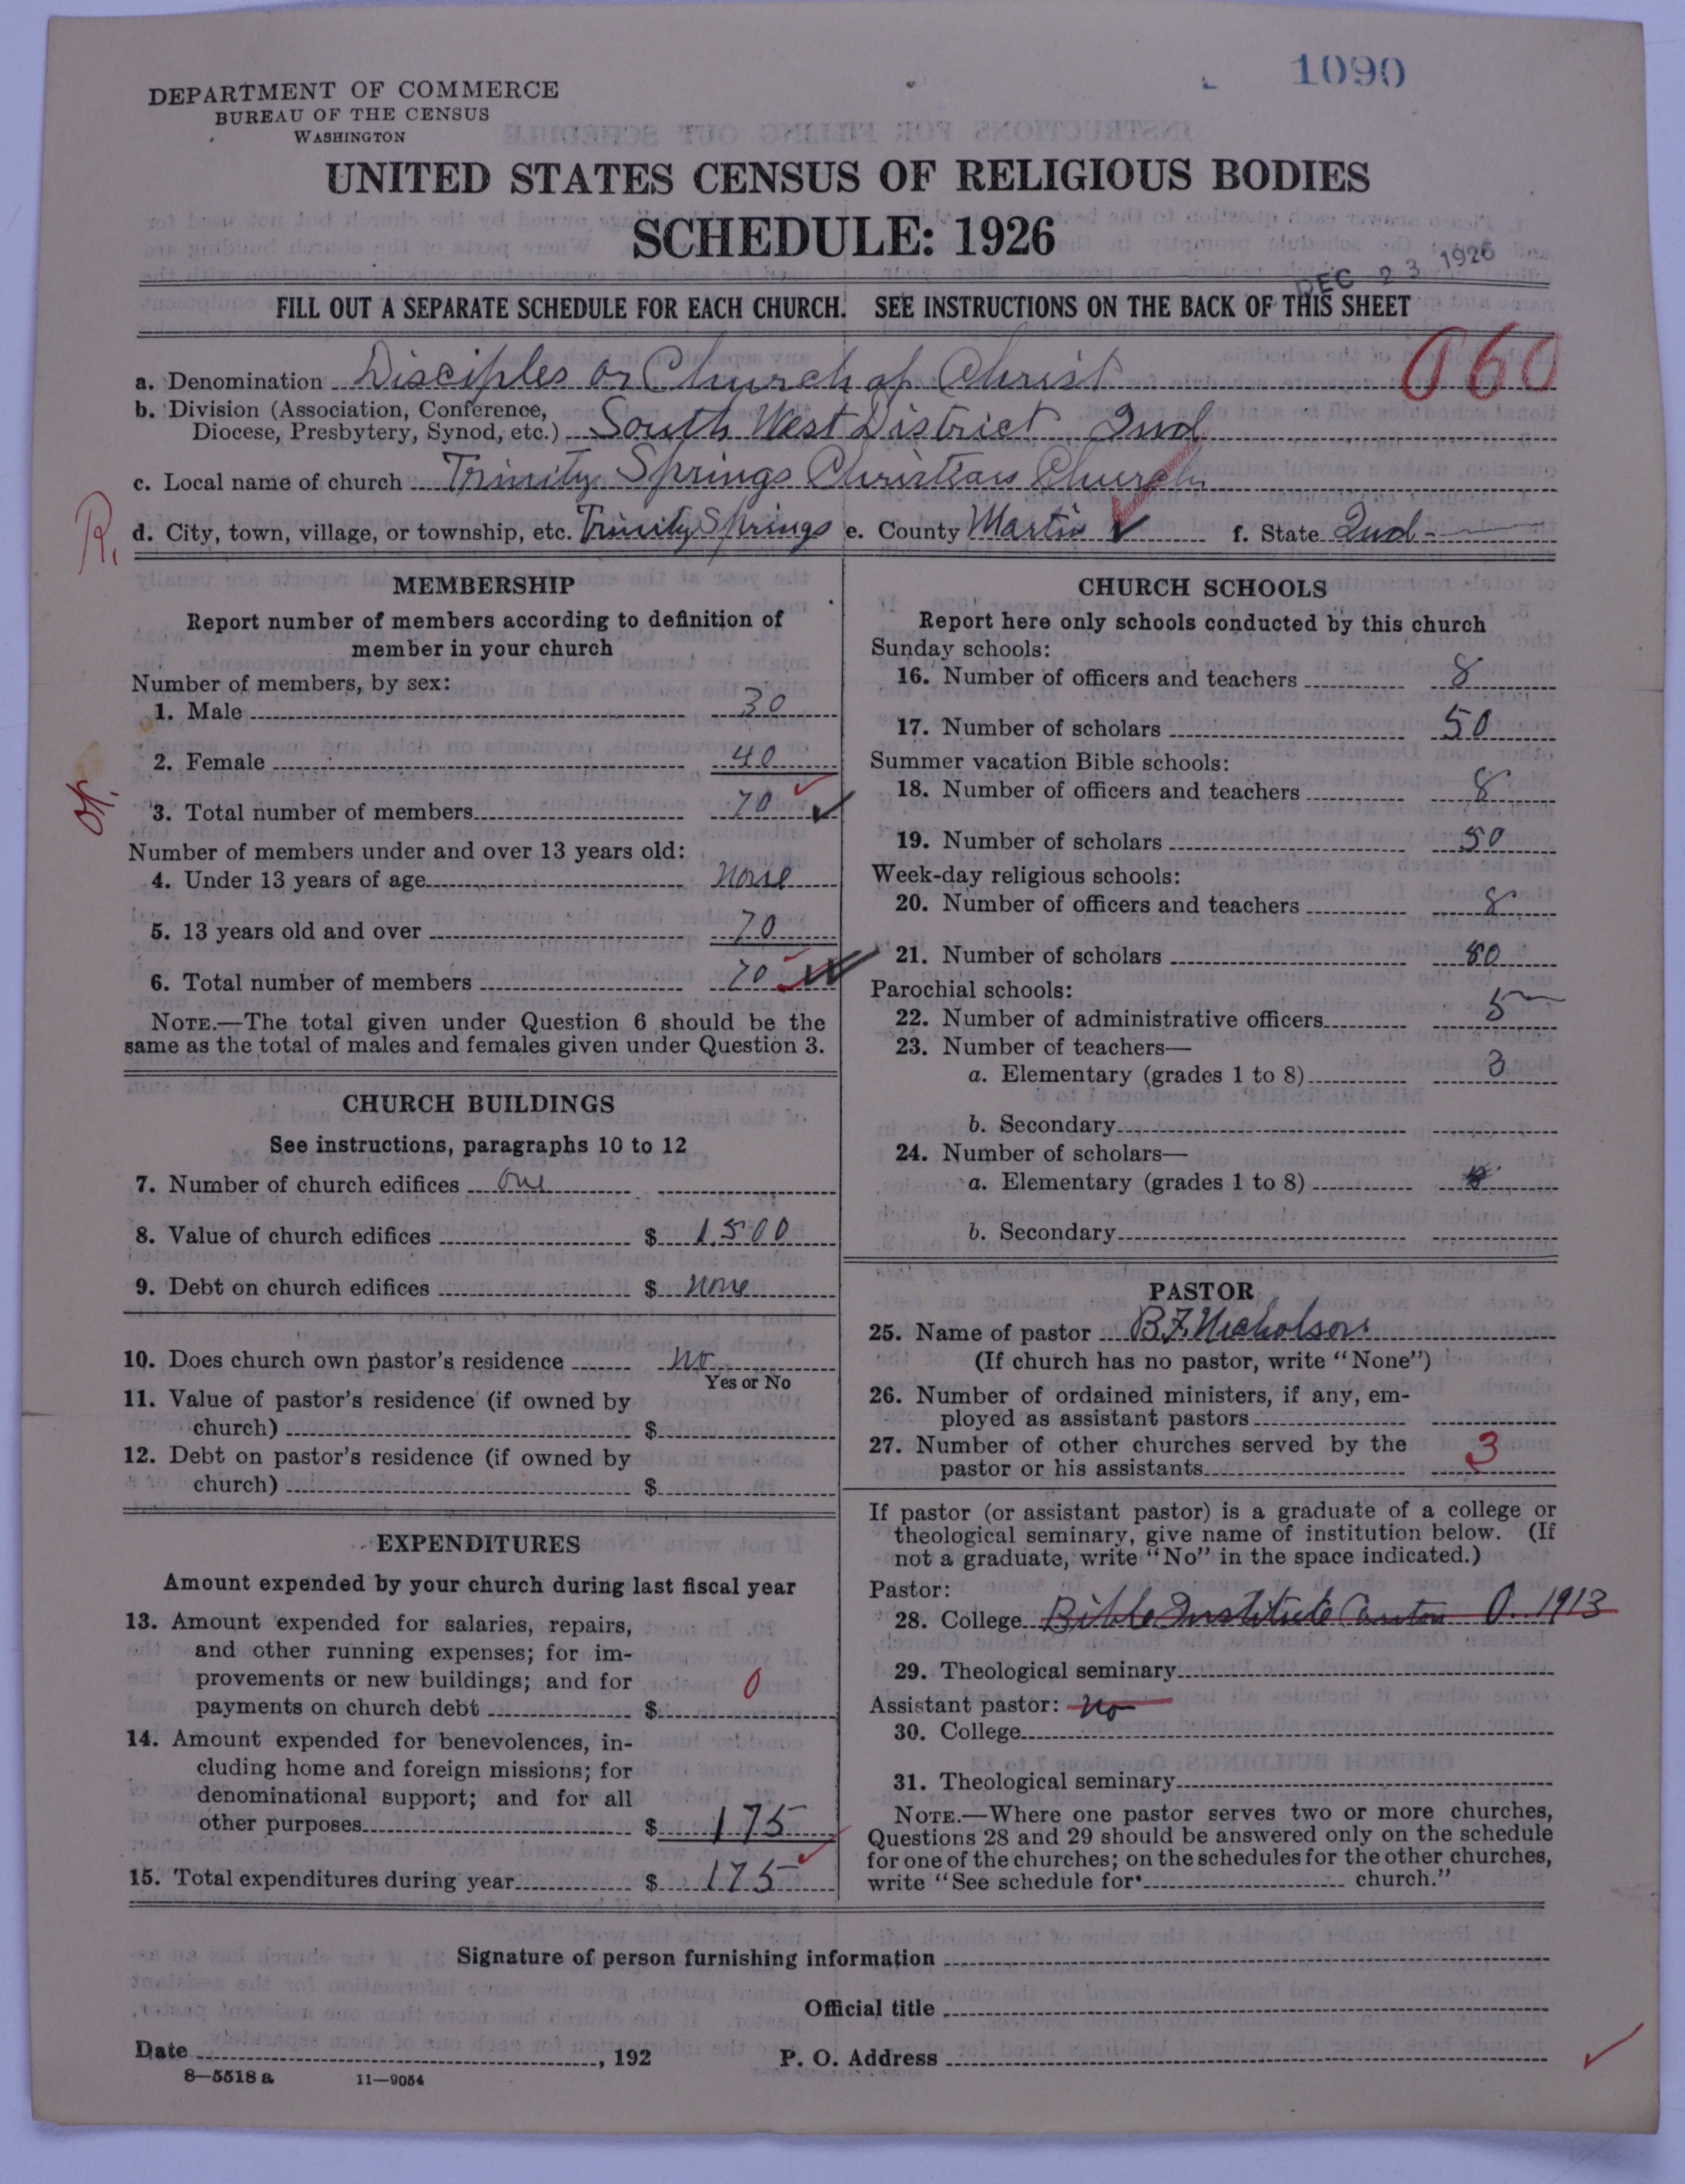 1090
DEPARTMENT OF COMMERCE
BUREAU OF THE CENSUS
WASHINGTON
UNITED STATES CENSUS OF RELIGIOUS BODIES
SCHEDULE: 1926
DEC 23 1926
FILL OUT A SEPARATE SCHEDULE FOR EACH CHURCH. SEE INSTRUCTIONS ON THE BACK OF THIS SHEET
a. Denomination Disciples or Church of Christ 060
b. Division (Association, Conference,
Diocese, Presbytery, Synod, etc.) South West District Ind
c. Local name of church Trinity Springs Christian Church
R. d. City, town, village, or township, etc. Trinity Springs e. County Martin ✓ f. State Ind
MEMBERSHIP
Report number of members according to definition of
member in your church
Number of members, by sex:
1. Male 30
2. Female 40
OK.
3. Total number of members 70 ✓
Number of members under and over 13 years old:
4. Under 13 years of age none
5. 13 years old and over 70
6. Total number of members 70
NOTE.—The total given under Question 6 should be the
same as the total of males and females given under Question 3.
CHURCH BUILDINGS
See instructions, paragraphs 10 to 12
7. Number of church edifices one
8. Value of church edifices $ 1,500
9. Debt on church edifices $ none
10. Does church own pastor's residence no
Yes or No
11. Value of pastor's residence (if owned by
church) $
12. Debt on pastor's residence (if owned by
church) $
EXPENDITURES
Amount expended by your church during last fiscal year
13. Amount expended for salaries, repairs,
and other running expenses; for im-
provements or new buildings; and for
payments on church debt $ 0
14. Amount expended for benevolences, in-
cluding home and foreign missions; for
denominational support; and for all
other purposes $ 175
15. Total expenditures during year $ 175
CHURCH SCHOOLS
Report here only schools conducted by this church
Sunday schools:
16. Number of officers and teachers 8
17. Number of scholars 50
Summer vacation Bible schools:
18. Number of officers and teachers 8
19. Number of scholars 50
Week-day religious schools:
20. Number of officers and teachers 8
21. Number of scholars 80
Parochial schools:
22. Number of administrative officers 5
23. Number of teachers—
a. Elementary (grades 1 to 8) 3
b. Secondary
24. Number of scholars—
a. Elementary (grades 1 to 8)
b. Secondary
PASTOR
25. Name of pastor B.F. Nicholson
(If church has no pastor, write "None")
26. Number of ordained ministers, if any, em-
ployed as assistant pastors
27. Number of other churches served by the
pastor or his assistants 3
If pastor (or assistant pastor) is a graduate of a college or
theological seminary, give name of institution below. (If
not a graduate, write "No" in the space indicated.)
Pastor:
28. College Bible Institute Canton O. 1913
29. Theological seminary
Assistant pastor: no
30. College
31. Theological seminary
NOTE.—Where one pastor serves two or more churches,
Questions 28 and 29 should be answered only on the schedule
for one of the churches; on the schedules for the other churches,
write "See schedule for church."
Signature of person furnishing information
Official title
Date , 192 P. O. Address
8—5518 a 11—9054